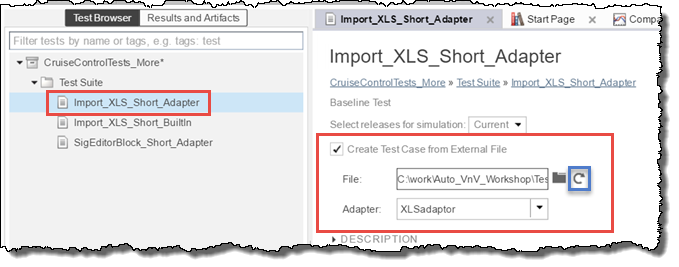 Test Browser
Results and Artifacts
Filter tests by name or tags, e.g. tags: test
CruiseControlTests_More*
Test Suite
Import_XLS_Short_Adapter
Import_XLS_Short_BuiltIn
SigEditorBlock_Short_Adapter
Import_XLS_Short_Adapter
Start Page
Compa
Import_XLS_Short_Adapter
CruiseControlTests_More » Test Suite » Import_XLS_Short_Adapter
Baseline Test
Select releases for simulation: Current
Create Test Case from External File
File: C:\work\Auto_VnV_Workshop\Tes
Adapter: XLSadaptor
DESCRIPTION